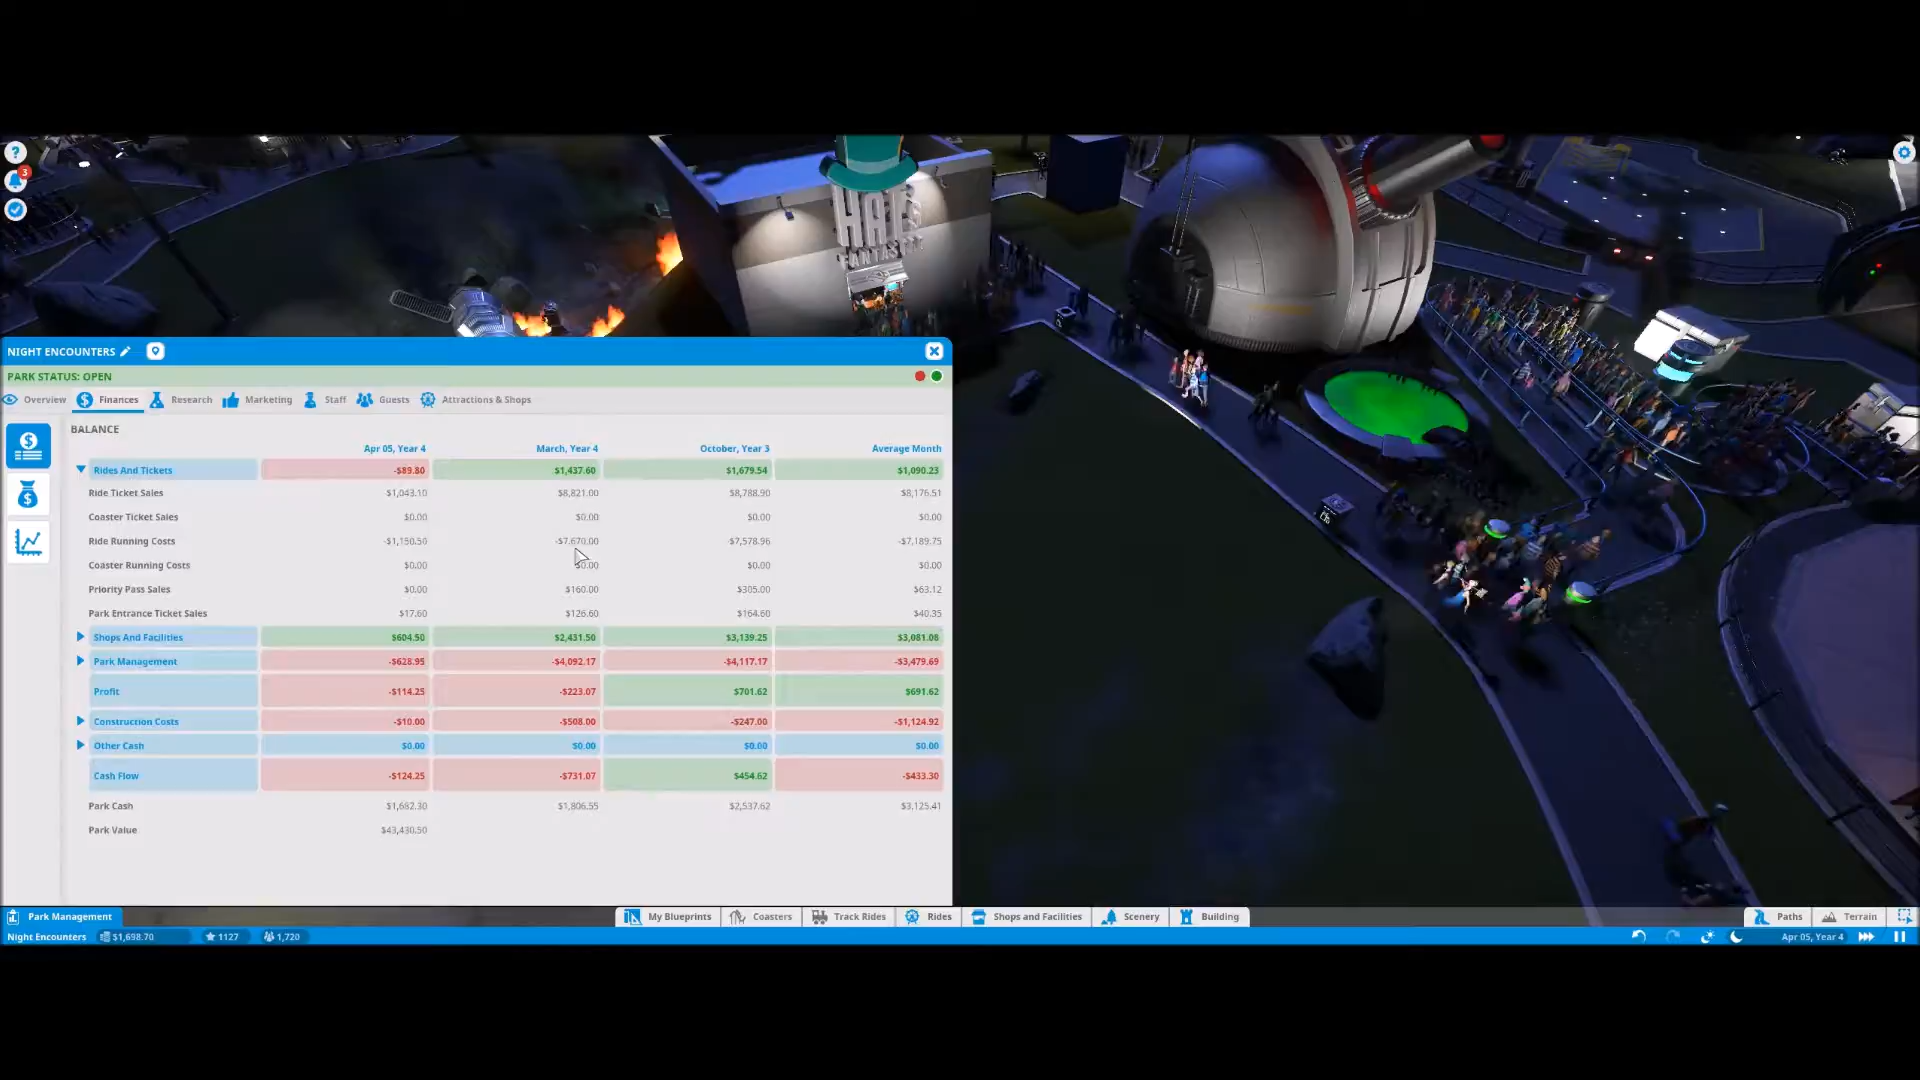 HATS
FANTASTIC
3
NIGHT ENCOUNTERS
PARK STATUS: OPEN
Overview Finances Research Marketing Staff Guests Attractions & Shops
BALANCE
Apr 05, Year 4 March, Year 4 October, Year 3 Average Month
Rides And Tickets -$89.80 $1,437.60 $1,679.54 $1,090.23
Ride Ticket Sales $1,043.10 $8,821.00 $8,788.90 $8,176.51
Coaster Ticket Sales $0.00 $0.00 $0.00 $0.00
Ride Running Costs -$1,150.50 -$7,670.00 -$7,578.96 -$7,189.75
Coaster Running Costs $0.00 $0.00 $0.00 $0.00
Priority Pass Sales $0.00 $160.00 $305.00 $63.12
Park Entrance Ticket Sales $17.60 $126.60 $164.60 $40.35
Shops And Facilities $604.50 $2,431.50 $3,139.25 $3,081.08
Park Management -$628.95 -$4,092.17 -$4,117.17 -$3,479.69
Profit -$114.25 -$223.07 $701.62 $691.62
Construction Costs -$10.00 -$508.00 -$247.00 -$1,124.92
Other Cash $0.00 $0.00 $0.00 $0.00
Cash Flow -$124.25 -$731.07 $454.62 -$433.30
Park Cash $1,682.30 $1,806.55 $2,537.62 $3,125.41
Park Value $43,430.50
Park Management My Blueprints Coasters Track Rides Rides Shops and Facilities Scenery Building Paths Terrain
Night Encounters $1,698.70 1127 1,720 Apr 05, Year 4